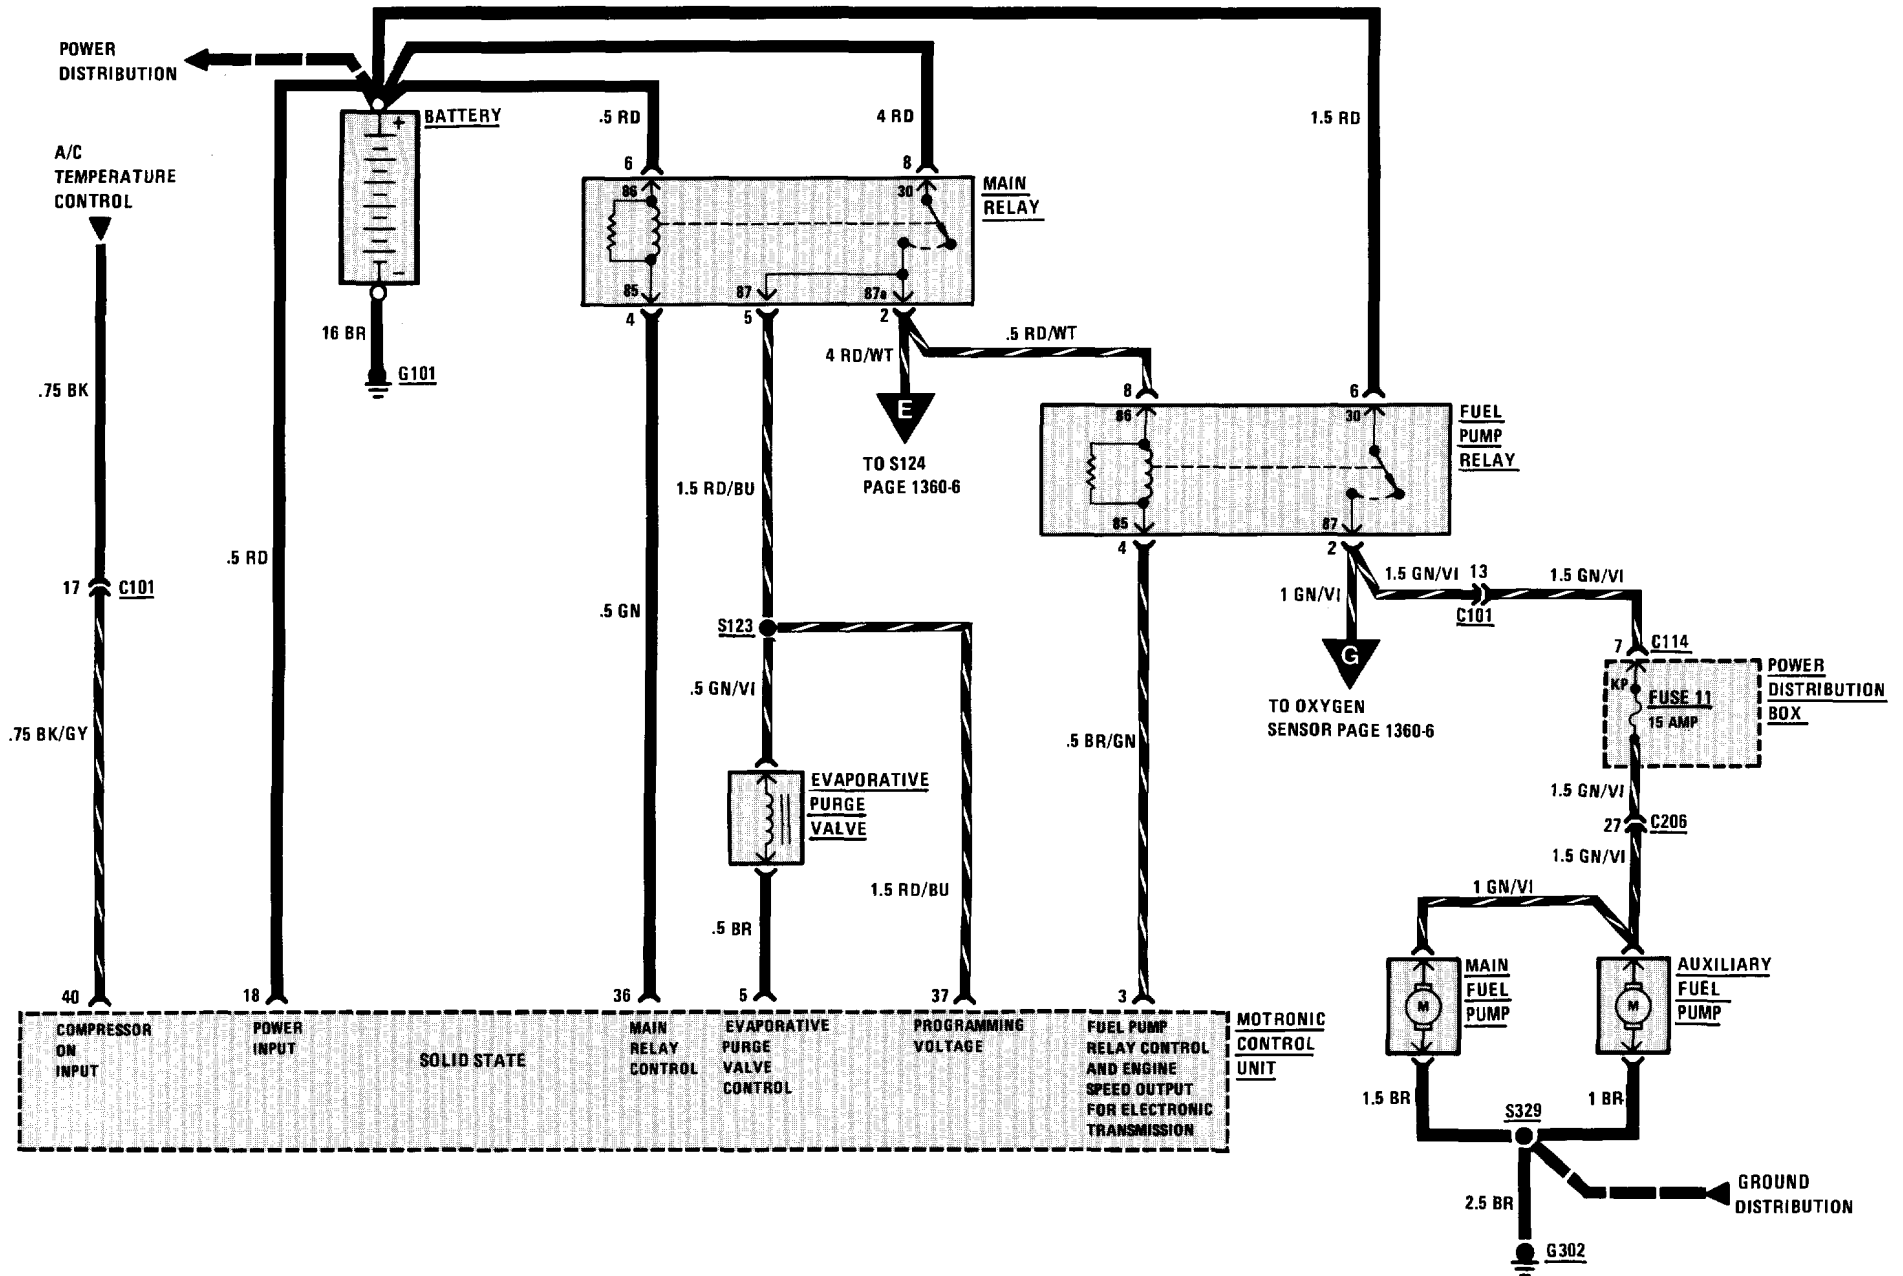 POWER
DISTRIBUTION
BATTERY
+
−
.5 RD
4 RD
1.5 RD
A/C
TEMPERATURE
CONTROL
6
8
86
30
MAIN
RELAY
85
87
87a
4
5
2
16 BR
G101
.75 BK
4 RD/WT
.5 RD/WT
E
TO S124
PAGE 1360-6
8
6
86
30
FUEL
PUMP
RELAY
85
87
4
2
1.5 RD/BU
.5 RD
17
C101
.5 GN
S123
1 GN/VI
1.5 GN/VI
13
C101
1.5 GN/VI
G
TO OXYGEN
SENSOR PAGE 1360-6
7
C114
POWER
DISTRIBUTION
BOX
KP
FUSE 11
15 AMP
.5 GN/VI
.75 BK/GY
.5 BR/GN
1.5 GN/VI
27
C206
1.5 GN/VI
EVAPORATIVE
PURGE
VALVE
1.5 RD/BU
.5 BR
1 GN/VI
M
MAIN
FUEL
PUMP
M
AUXILIARY
FUEL
PUMP
40
18
36
5
37
3
COMPRESSOR
ON
INPUT
POWER
INPUT
SOLID STATE
MAIN
RELAY
CONTROL
EVAPORATIVE
PURGE
VALVE
CONTROL
PROGRAMMING
VOLTAGE
FUEL PUMP
RELAY CONTROL
AND ENGINE
SPEED OUTPUT
FOR ELECTRONIC
TRANSMISSION
MOTRONIC
CONTROL
UNIT
1.5 BR
S329
1 BR
2.5 BR
GROUND
DISTRIBUTION
G302